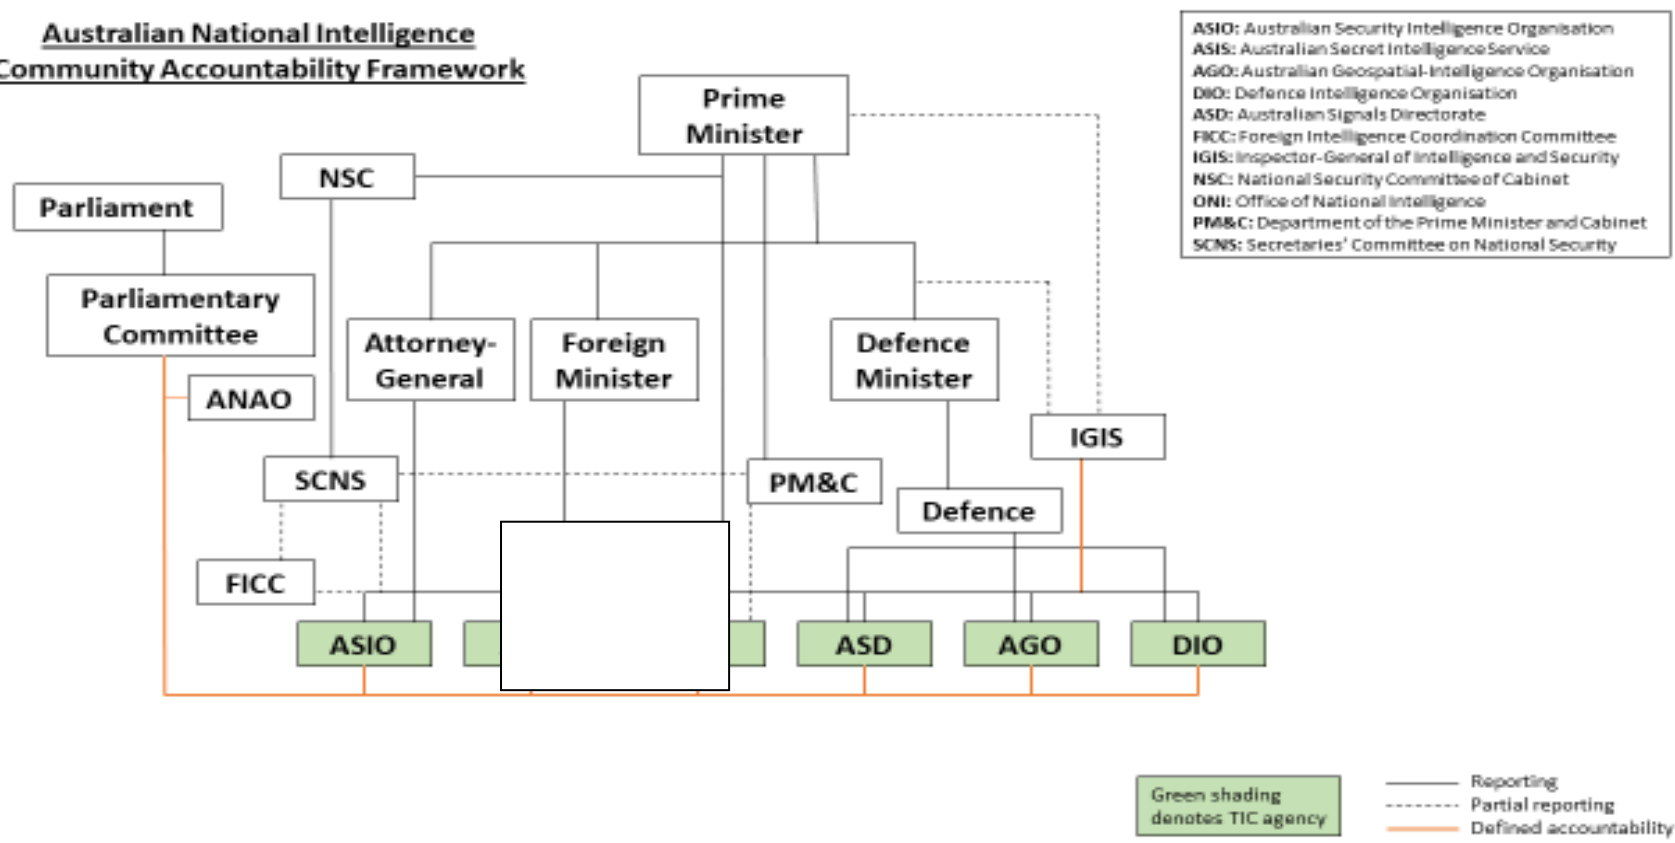 Australian National Intelligence
Community Accountability Framework
ASIO: Australian Security Intelligence Organisation
ASIS: Australian Secret Intelligence Service
AGO: Australian Geospatial-Intelligence Organisation
DIO: Defence Intelligence Organisation
ASD: Australian Signals Directorate
FICC: Foreign Intelligence Coordination Committee
IGIS: Inspector-General of Intelligence and Security
NSC: National Security Committee of Cabinet
ONI: Office of National Intelligence
PM&C: Department of the Prime Minister and Cabinet
SCNS: Secretaries' Committee on National Security
Prime
Minister
NSC
Parliament
Parliamentary
Committee
Attorney-
General
Foreign
Minister
Defence
Minister
ANAO
IGIS
SCNS
PM&C
Defence
FICC
ASIO
ASD
AGO
DIO
Green shading
denotes TIC agency
Reporting
Partial reporting
Defined accountability